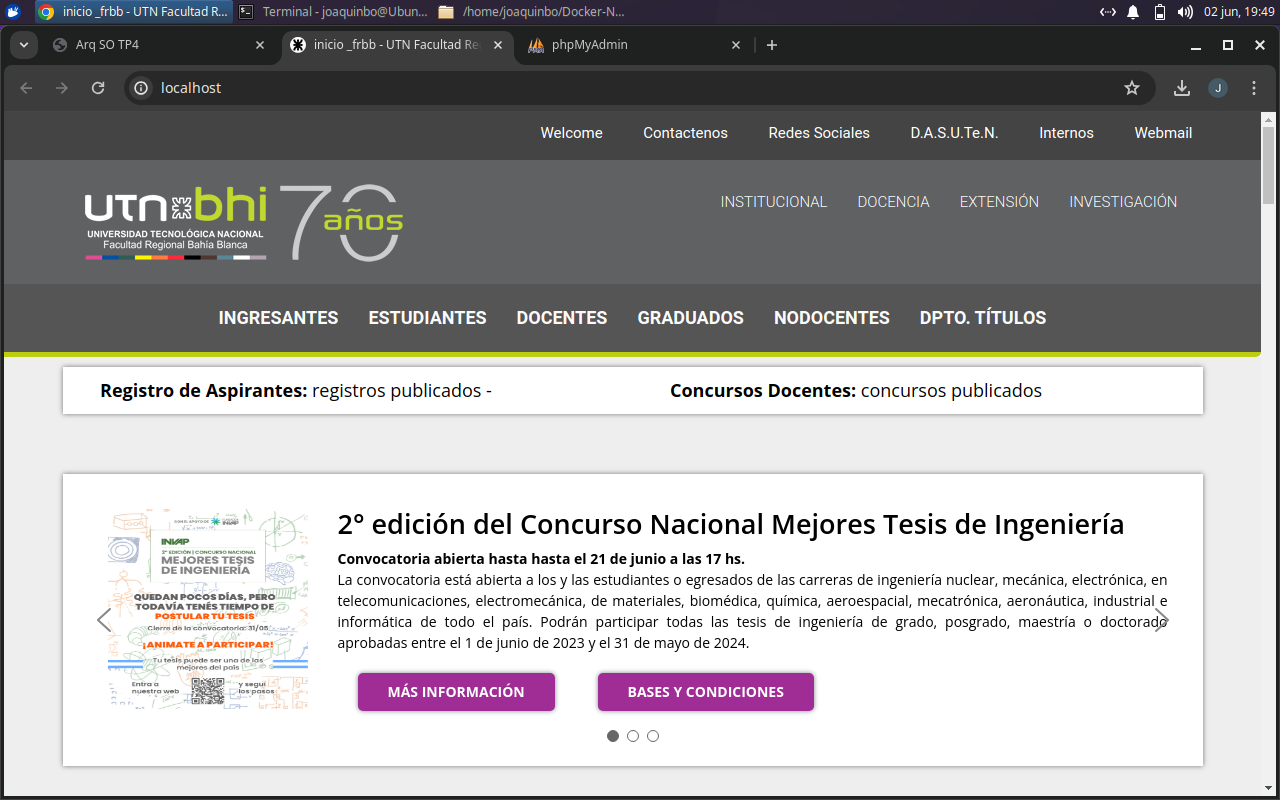 inicio _frbb - UTN Facultad R...
Terminal - joaquinbo@Ubun...
/home/joaquinbo/Docker-N...
02 jun, 19:49
Arq SO TP4
inicio _frbb - UTN Facultad Re
phpMyAdmin
localhost
J
Welcome
Contactenos
Redes Sociales
D.A.S.U.Te.N.
Internos
Webmail
utn bhi 70 años
UNIVERSIDAD TECNOLÓGICA NACIONAL
Facultad Regional Bahía Blanca
INSTITUCIONAL
DOCENCIA
EXTENSIÓN
INVESTIGACIÓN
INGRESANTES
ESTUDIANTES
DOCENTES
GRADUADOS
NODOCENTES
DPTO. TÍTULOS
Registro de Aspirantes: registros publicados -
Concursos Docentes: concursos publicados
INVAP
2° EDICIÓN | CONCURSO NACIONAL
MEJORES TESIS
DE INGENIERÍA
QUEDAN POCOS DÍAS, PERO
TODAVÍA TENÉS TIEMPO DE
POSTULAR TU TESIS
Cierre de la convocatoria: 31/05
¡ANIMATE A PARTICIPAR!
Tu tesis puede ser una de las
mejores del país
Entrá a
nuestra web
y seguí
los pasos
2° edición del Concurso Nacional Mejores Tesis de Ingeniería
Convocatoria abierta hasta hasta el 21 de junio a las 17 hs.
La convocatoria está abierta a los y las estudiantes o egresados de las carreras de ingeniería nuclear, mecánica, electrónica, en
telecomunicaciones, electromecánica, de materiales, biomédica, química, aeroespacial, mecatrónica, aeronáutica, industrial e
informática de todo el país. Podrán participar todas las tesis de ingeniería de grado, posgrado, maestría o doctorado
aprobadas entre el 1 de junio de 2023 y el 31 de mayo de 2024.
MÁS INFORMACIÓN
BASES Y CONDICIONES